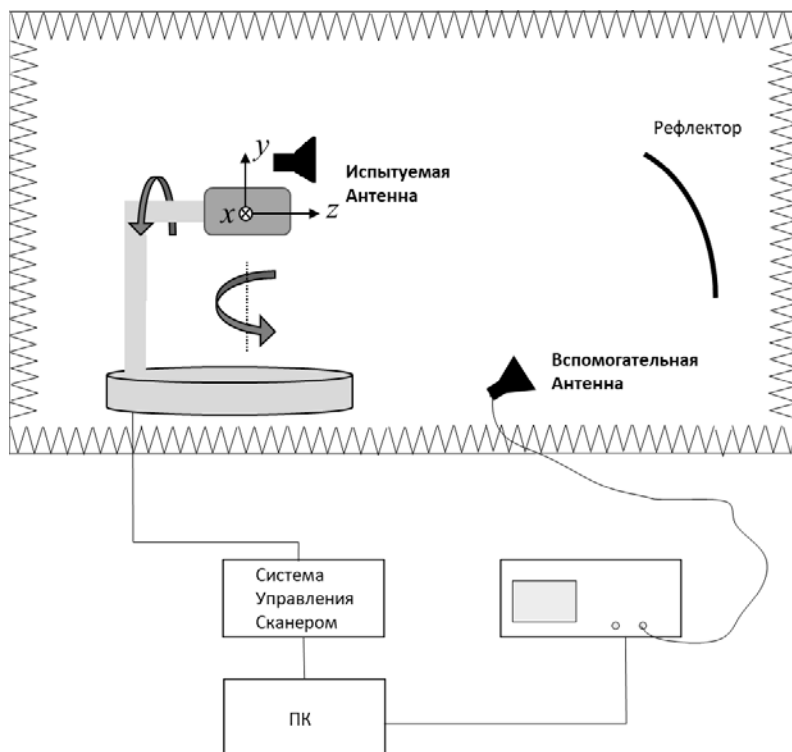 Рефлектор
y
Испытуемая
Антенна
x
z
Вспомогательная
Антенна
Система
Управления
Сканером
ПК